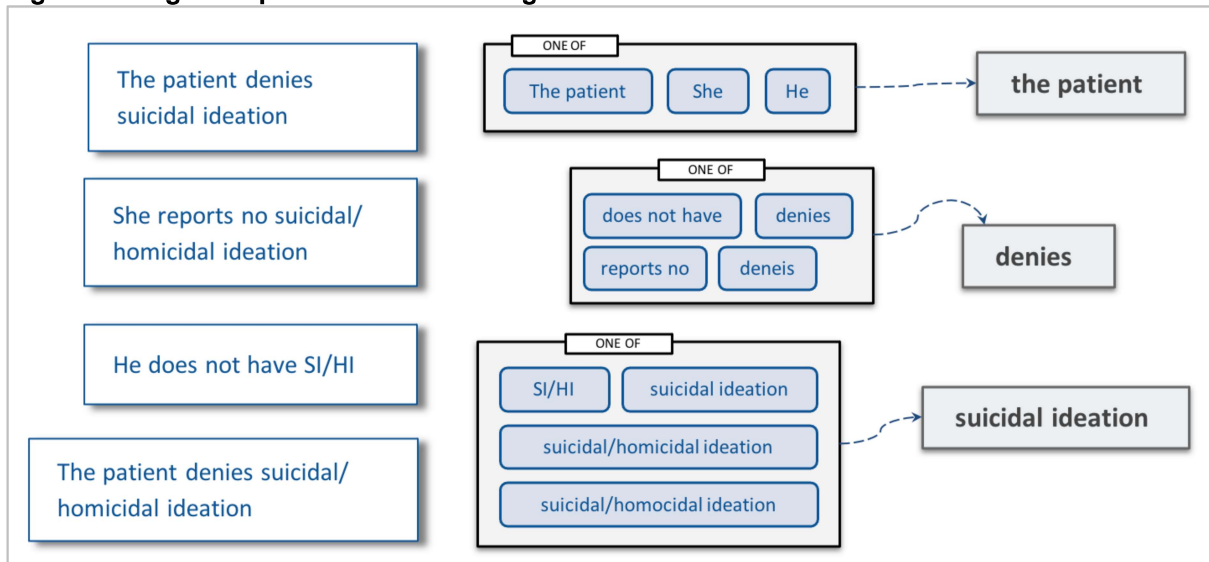 The patient denies
suicidal ideation
She reports no suicidal/
homicidal ideation
He does not have SI/HI
The patient denies suicidal/
homicidal ideation
ONE OF
The patient She He
the patient
ONE OF
does not have denies
reports no deneis
denies
ONE OF
SI/HI suicidal ideation
suicidal/homicidal ideation
suicidal/homocidal ideation
suicidal ideation